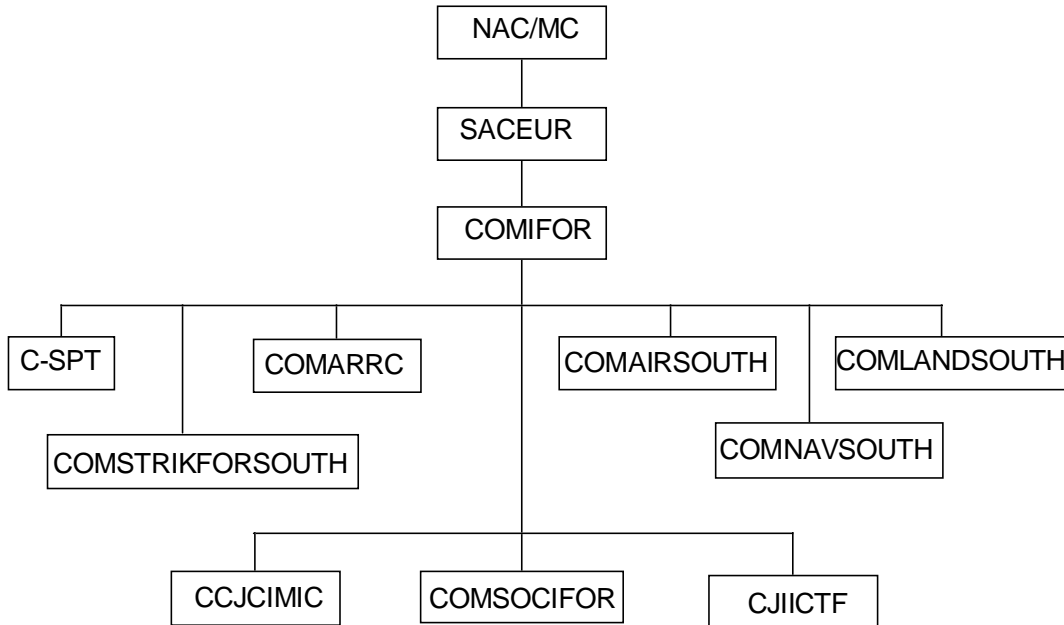 NAC/MC
SACEUR
COMIFOR
C-SPT
COMARRC
COMAIRSOUTH
COMLANDSOUTH
COMSTRIKFORSOUTH
COMNAVSOUTH
CCJCIMIC
COMSOCIFOR
CJIICTF